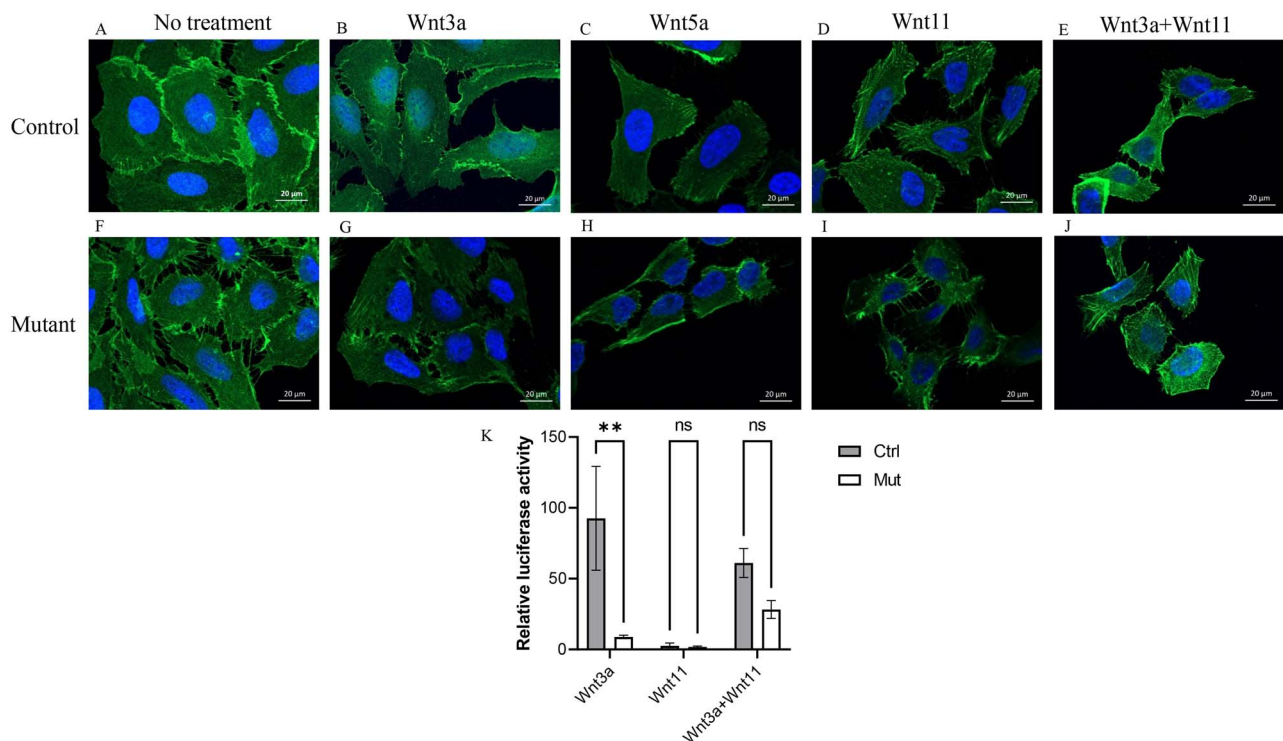 No treatment Wnt3a Wnt5a Wnt11 Wnt3a+Wnt11
A B C D E
Control
20 µm 20 µm 20 µm 20 µm 20 µm
F G H I J
Mutant
20 µm 20 µm 20 µm 20 µm 20 µm
K
** ns ns
150
100
50
0
Relative luciferase activity
Wnt3a Wnt11 Wnt3a+Wnt11
Ctrl
Mut